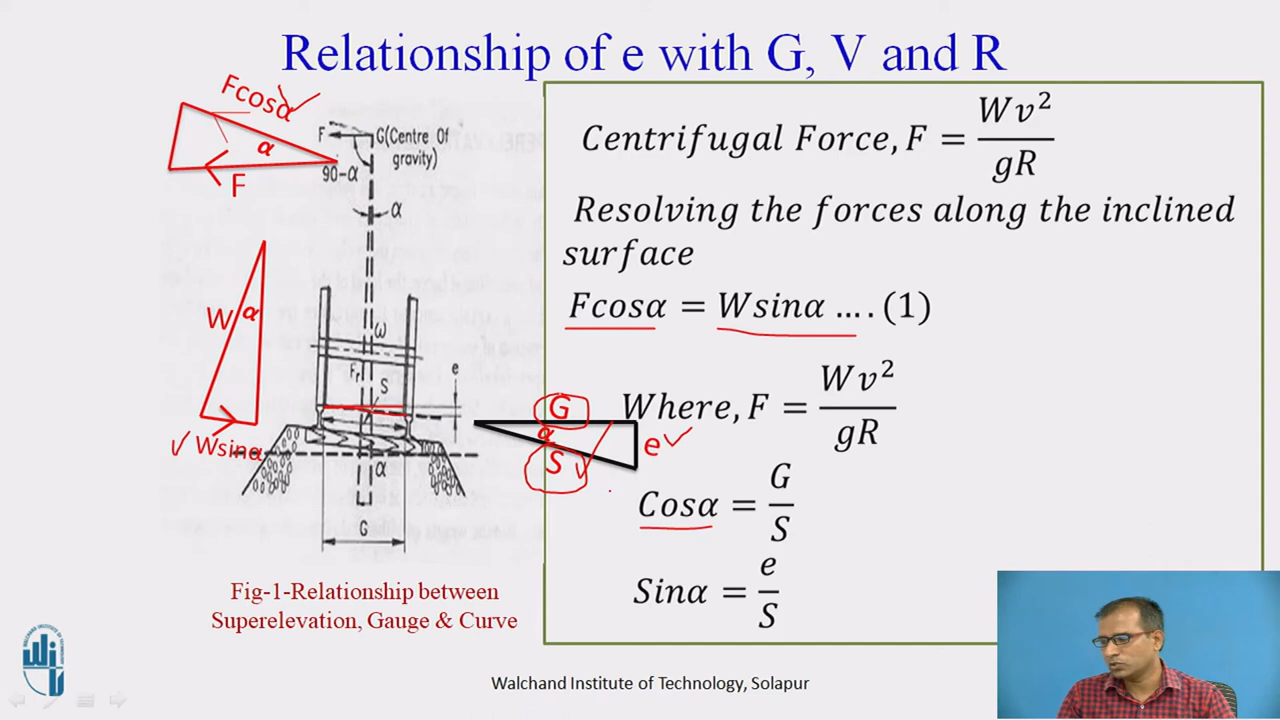 Relationship of e with G, V and R
Fcosα
α
F
F
G(Centre Of
gravity)
90-α
α
W
α
Wsinα
ω
Fr
S
e
α
G
G
α
S
e
Fig-1-Relationship between
Superelevation, Gauge & Curve
Centrifugal Force, F = Wv²/gR
Resolving the forces along the inclined
surface
Fcosα = Wsinα .... (1)
Where, F = Wv²/gR
Cosα = G/S
Sinα = e/S
Walchand Institute of Technology, Solapur